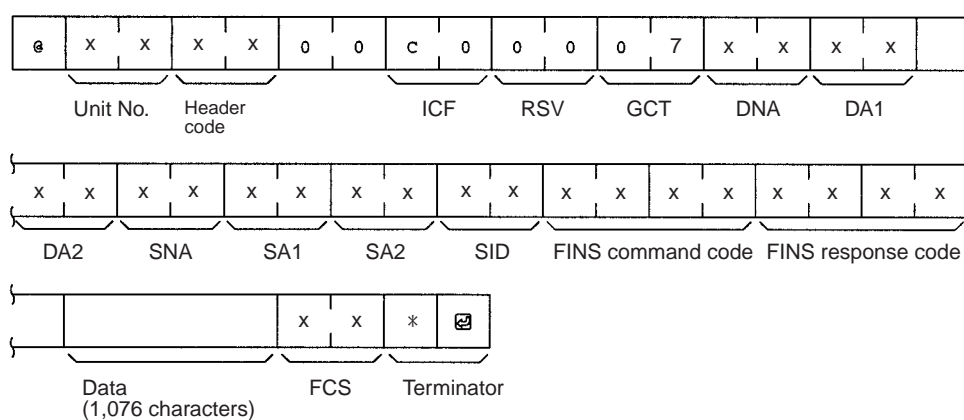 @ x x x x 0 0 C 0 0 0 0 7 x x x x
Unit No. Header code ICF RSV GCT DNA DA1
x x x x x x x x x x x x x x x x x x
DA2 SNA SA1 SA2 SID FINS command code FINS response code
x x * ↵
Data (1,076 characters) FCS Terminator